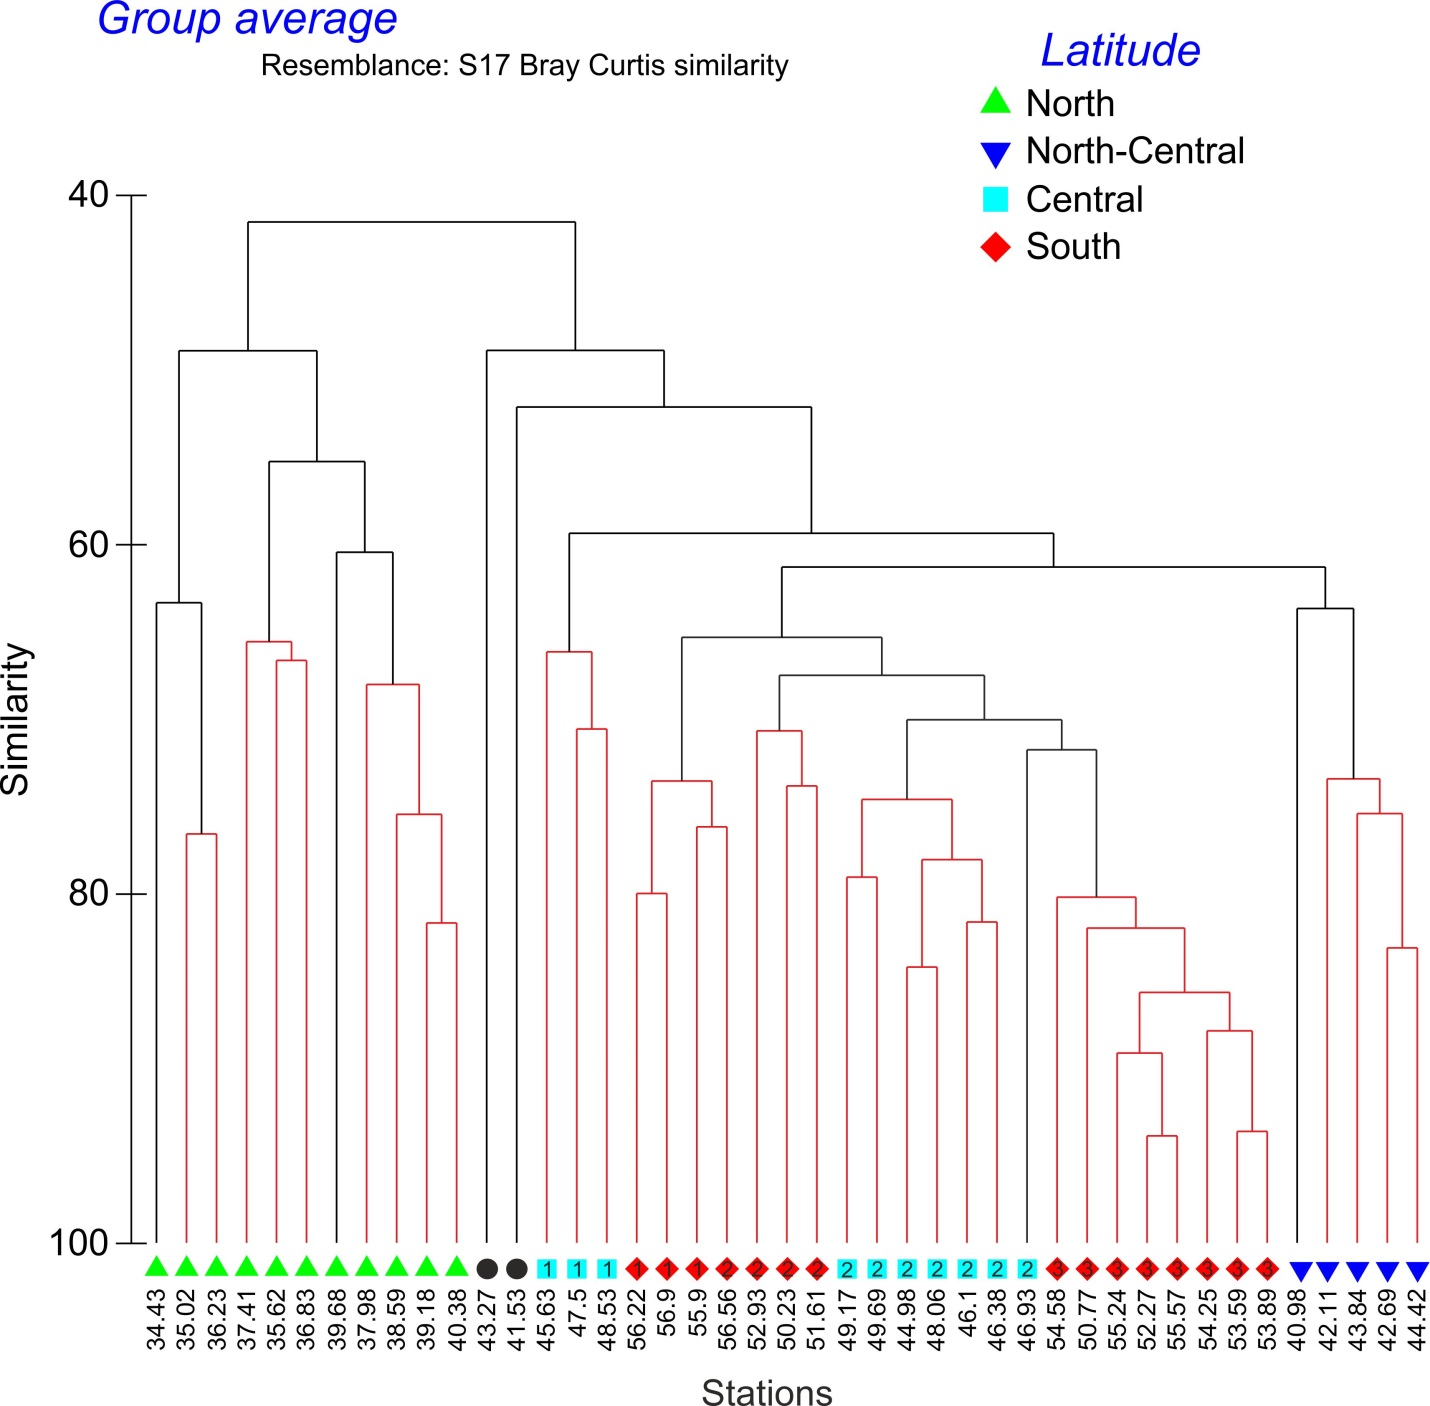 Group average
Resemblance: S17 Bray Curtis similarity
Latitude
North
North-Central
Central
South
40
60
80
100
Similarity
1 1 1 1 1 1 2 2 2 2 2 2 2 2 2 2 2 3 3 3 3 3 3 3 3
34.43 35.02 36.23 37.41 35.62 36.83 39.68 37.98 38.59 39.18 40.38 43.27 41.53 45.63 47.5 48.53 56.22 56.9 55.9 56.56 52.93 50.23 51.61 49.17 49.69 44.98 48.06 46.1 46.38 46.93 54.58 50.77 55.24 52.27 55.57 54.25 53.59 53.89 40.98 42.11 43.84 42.69 44.42
Stations